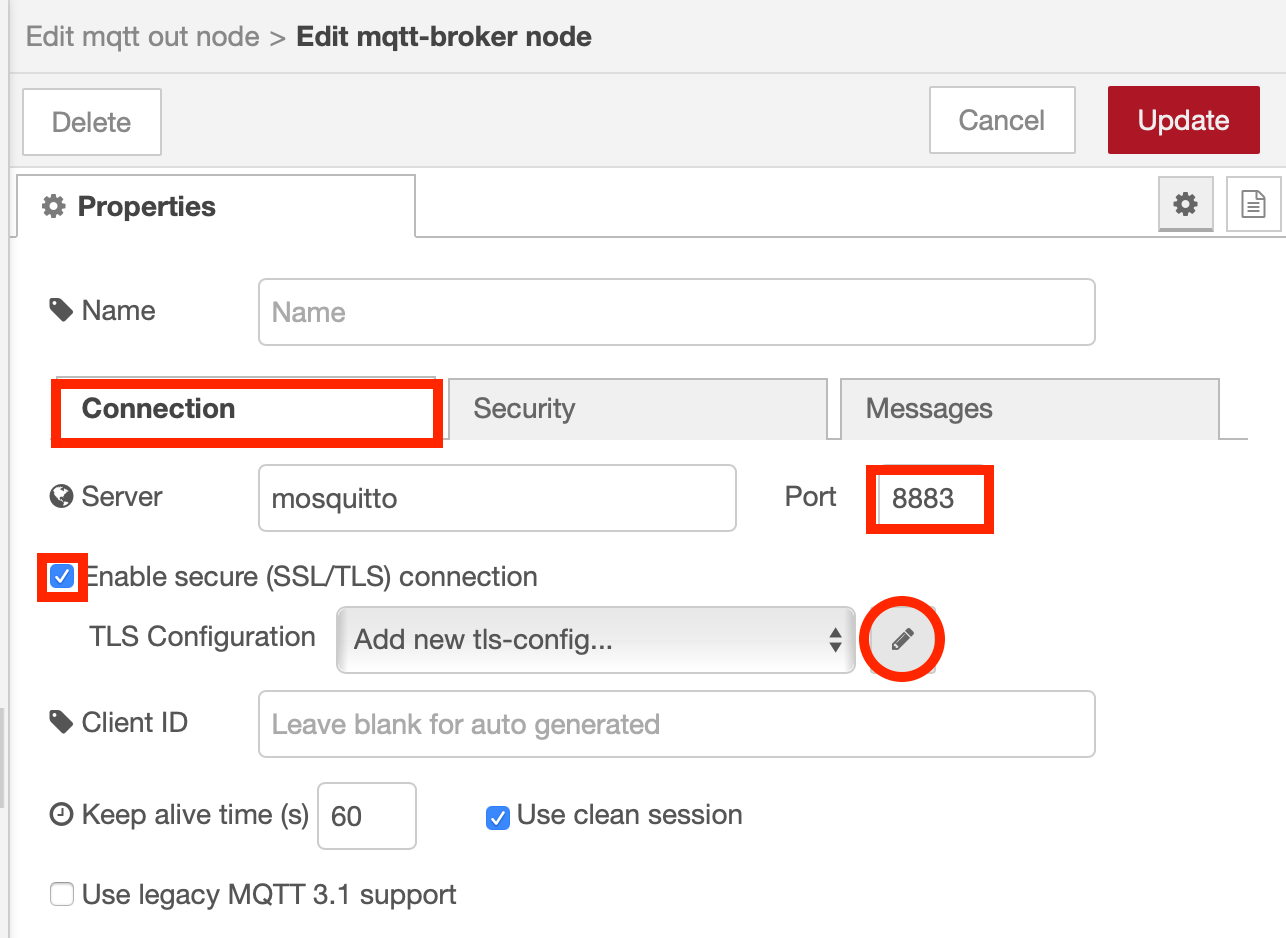 Edit mqtt out node > Edit mqtt-broker node
Delete Cancel Update
Properties
Name Name
Connection Security Messages
Server mosquitto Port 8883
Enable secure (SSL/TLS) connection
TLS Configuration Add new tls-config...
Client ID Leave blank for auto generated
Keep alive time (s) 60 Use clean session
Use legacy MQTT 3.1 support